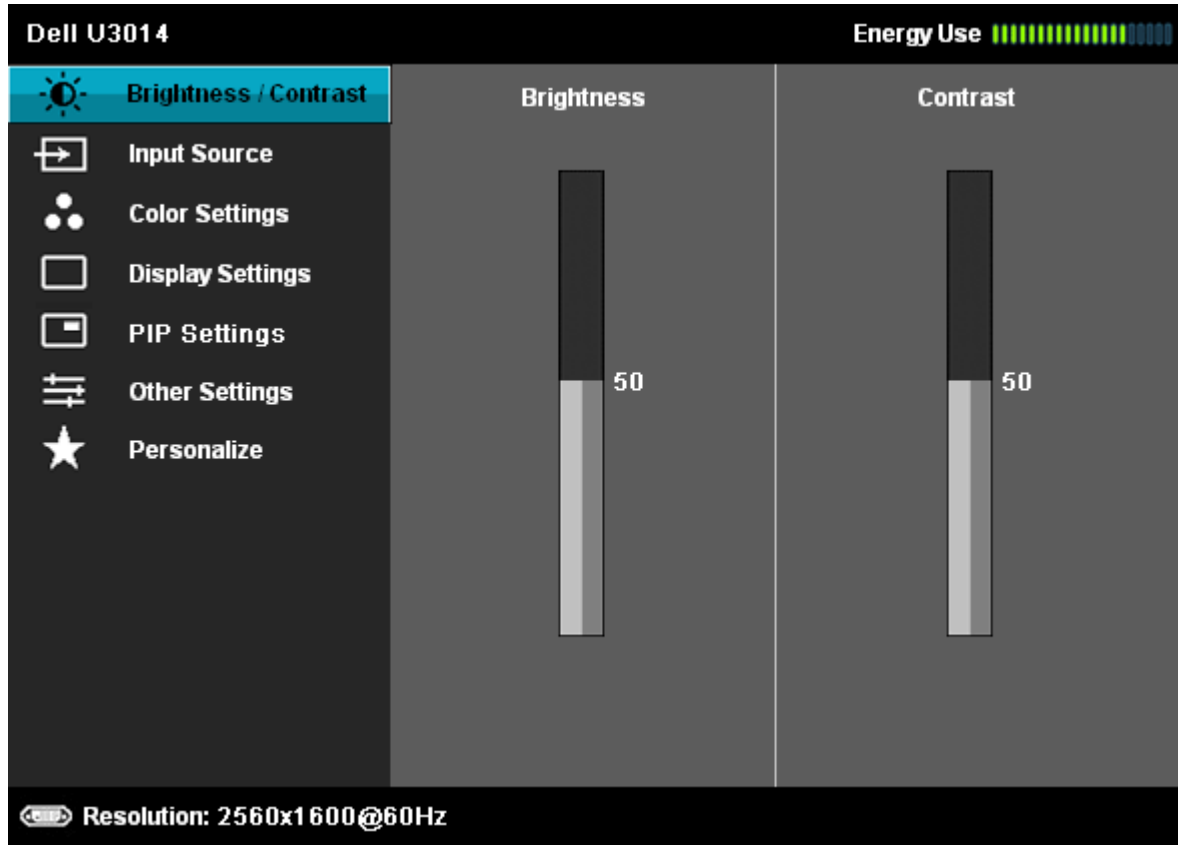 Dell U3014
Energy Use
Brightness / Contrast
Input Source
Color Settings
Display Settings
PIP Settings
Other Settings
Personalize
Brightness
50
Contrast
50
Resolution: 2560x1600@60Hz